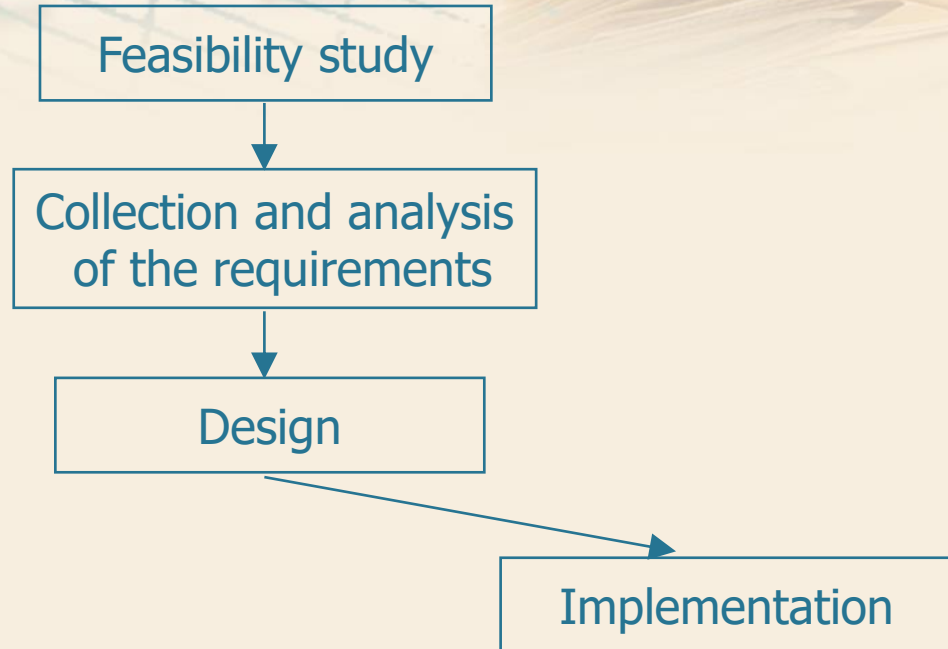 Feasibility study
Collection and analysis
of the requirements
Design
Implementation